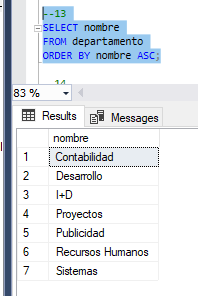 --13
SELECT nombre
FROM departamento
ORDER BY nombre ASC;
83 %
Results
Messages
nombre
1 Contabilidad
2 Desarrollo
3 I+D
4 Proyectos
5 Publicidad
6 Recursos Humanos
7 Sistemas